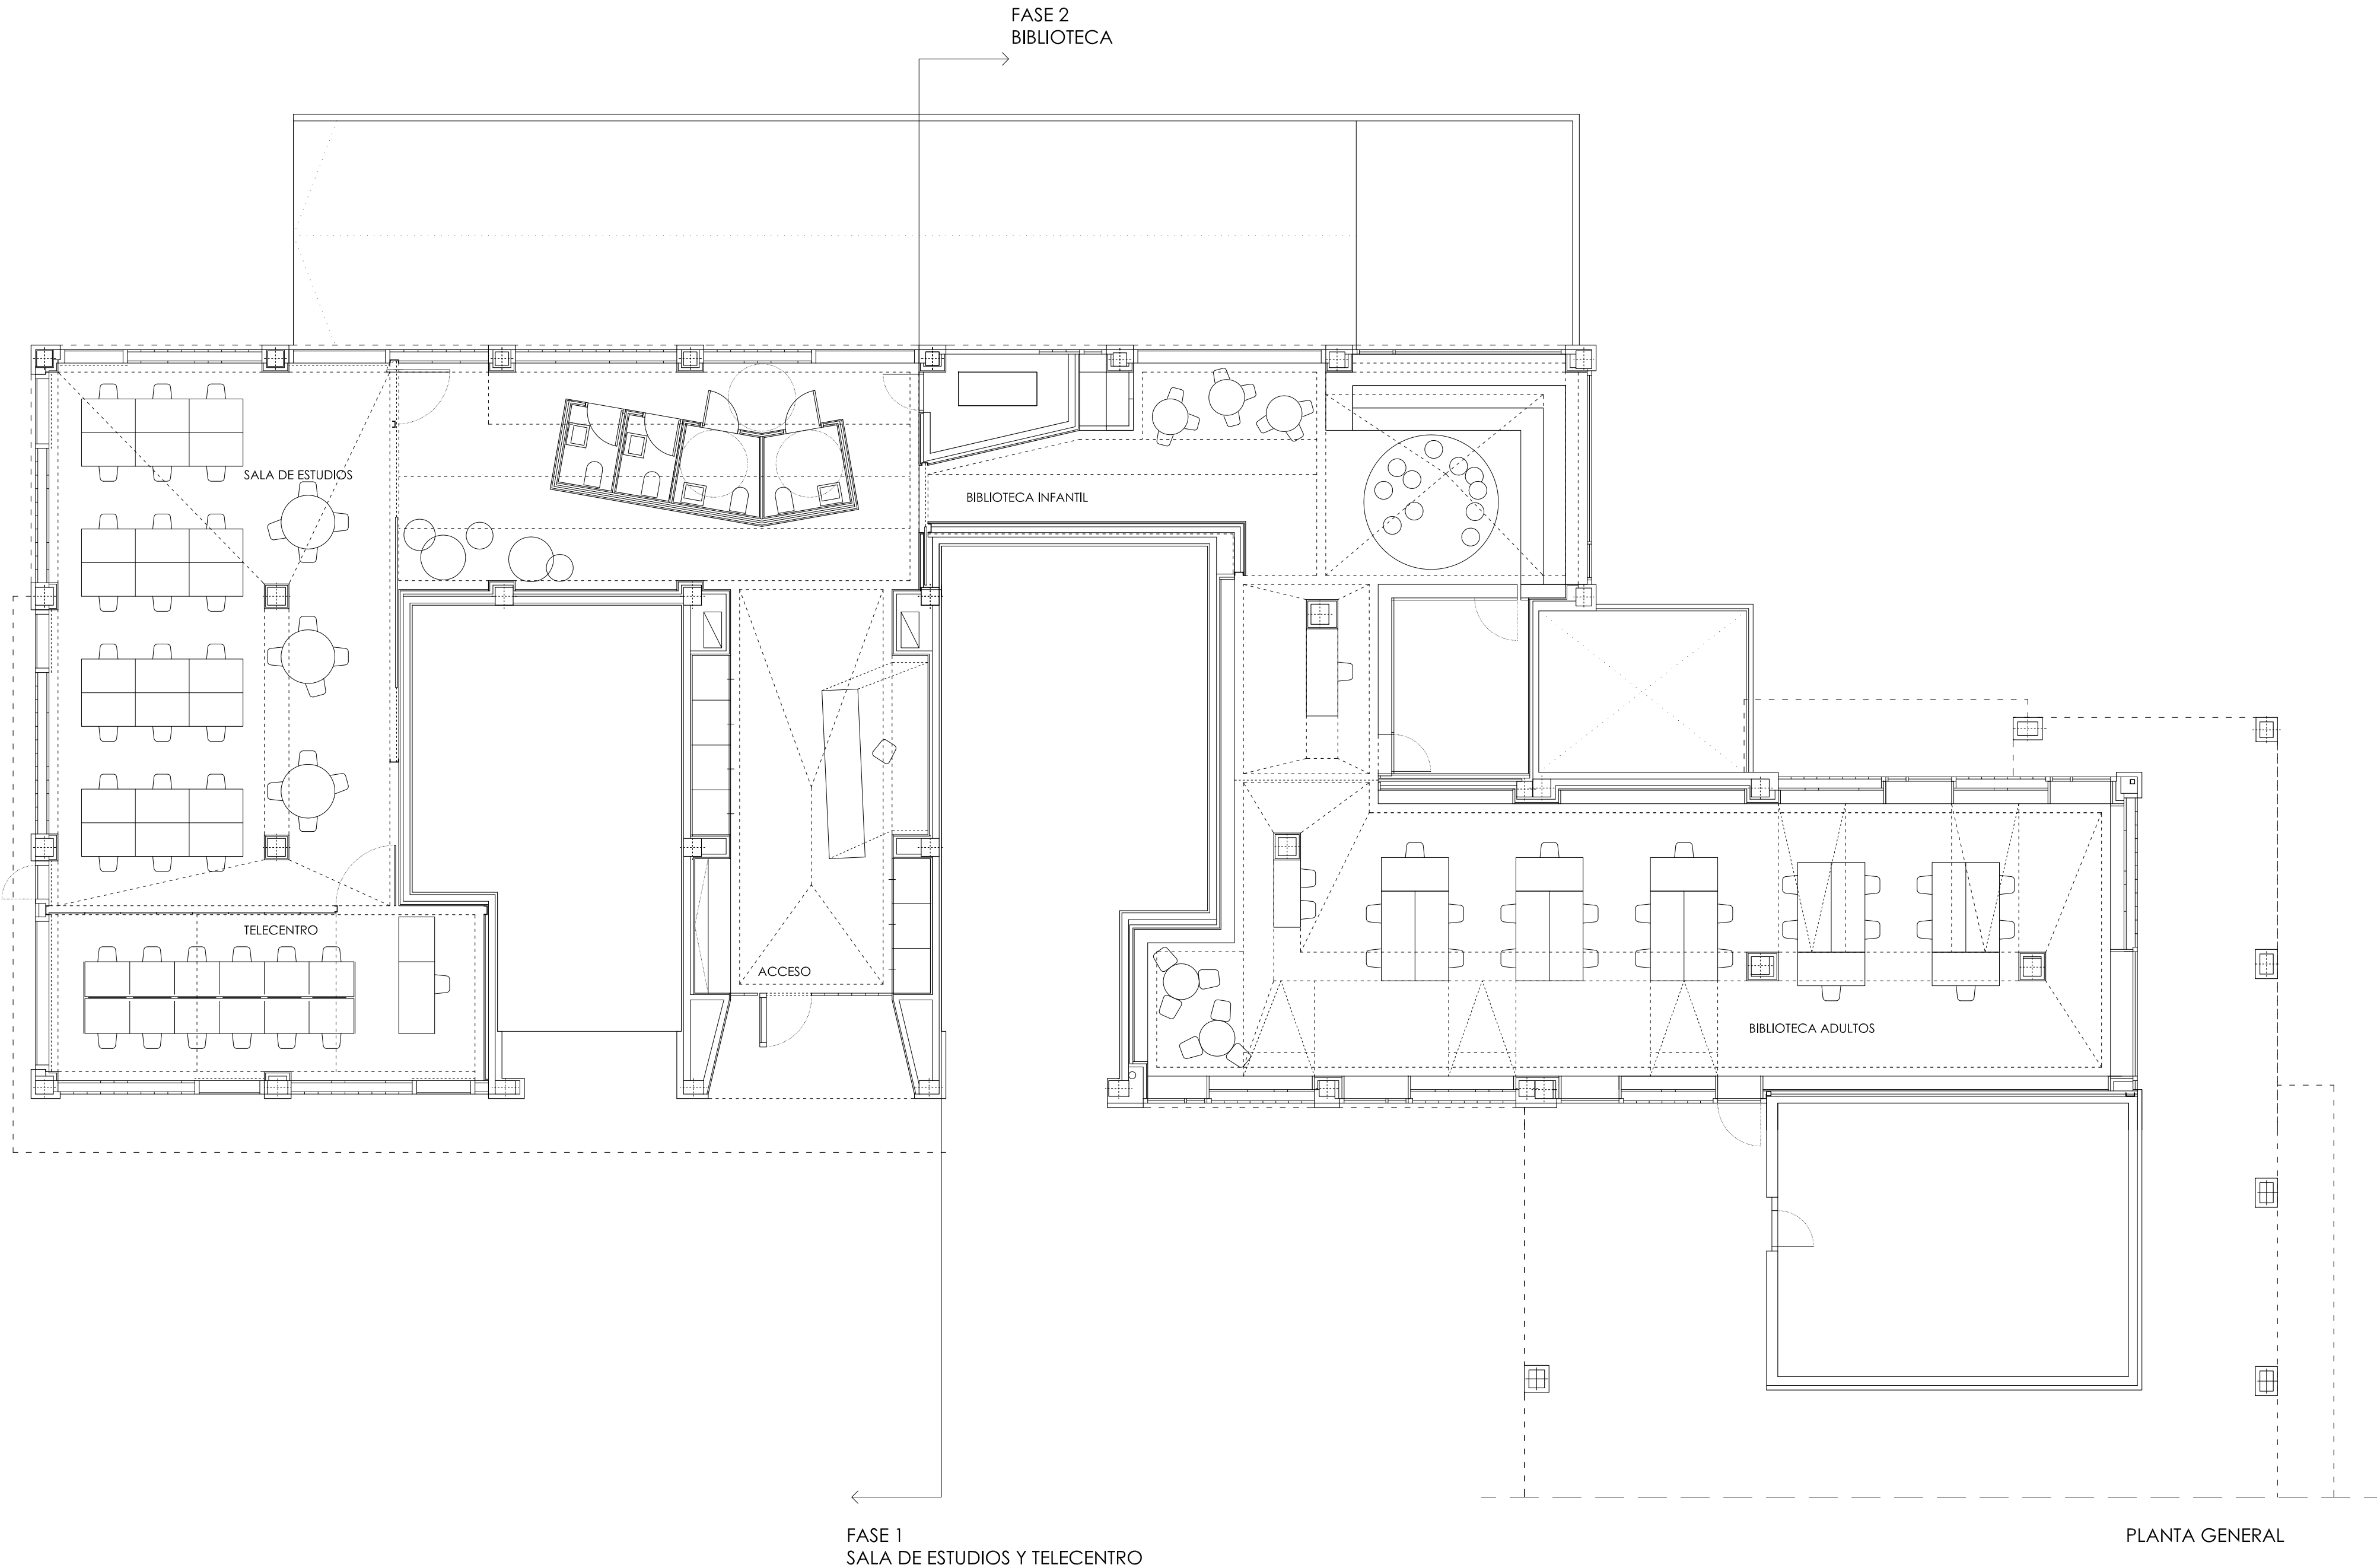 FASE 2
BIBLIOTECA
SALA DE ESTUDIOS
BIBLIOTECA INFANTIL
TELECENTRO
ACCESO
BIBLIOTECA ADULTOS
FASE 1
SALA DE ESTUDIOS Y TELECENTRO
PLANTA GENERAL